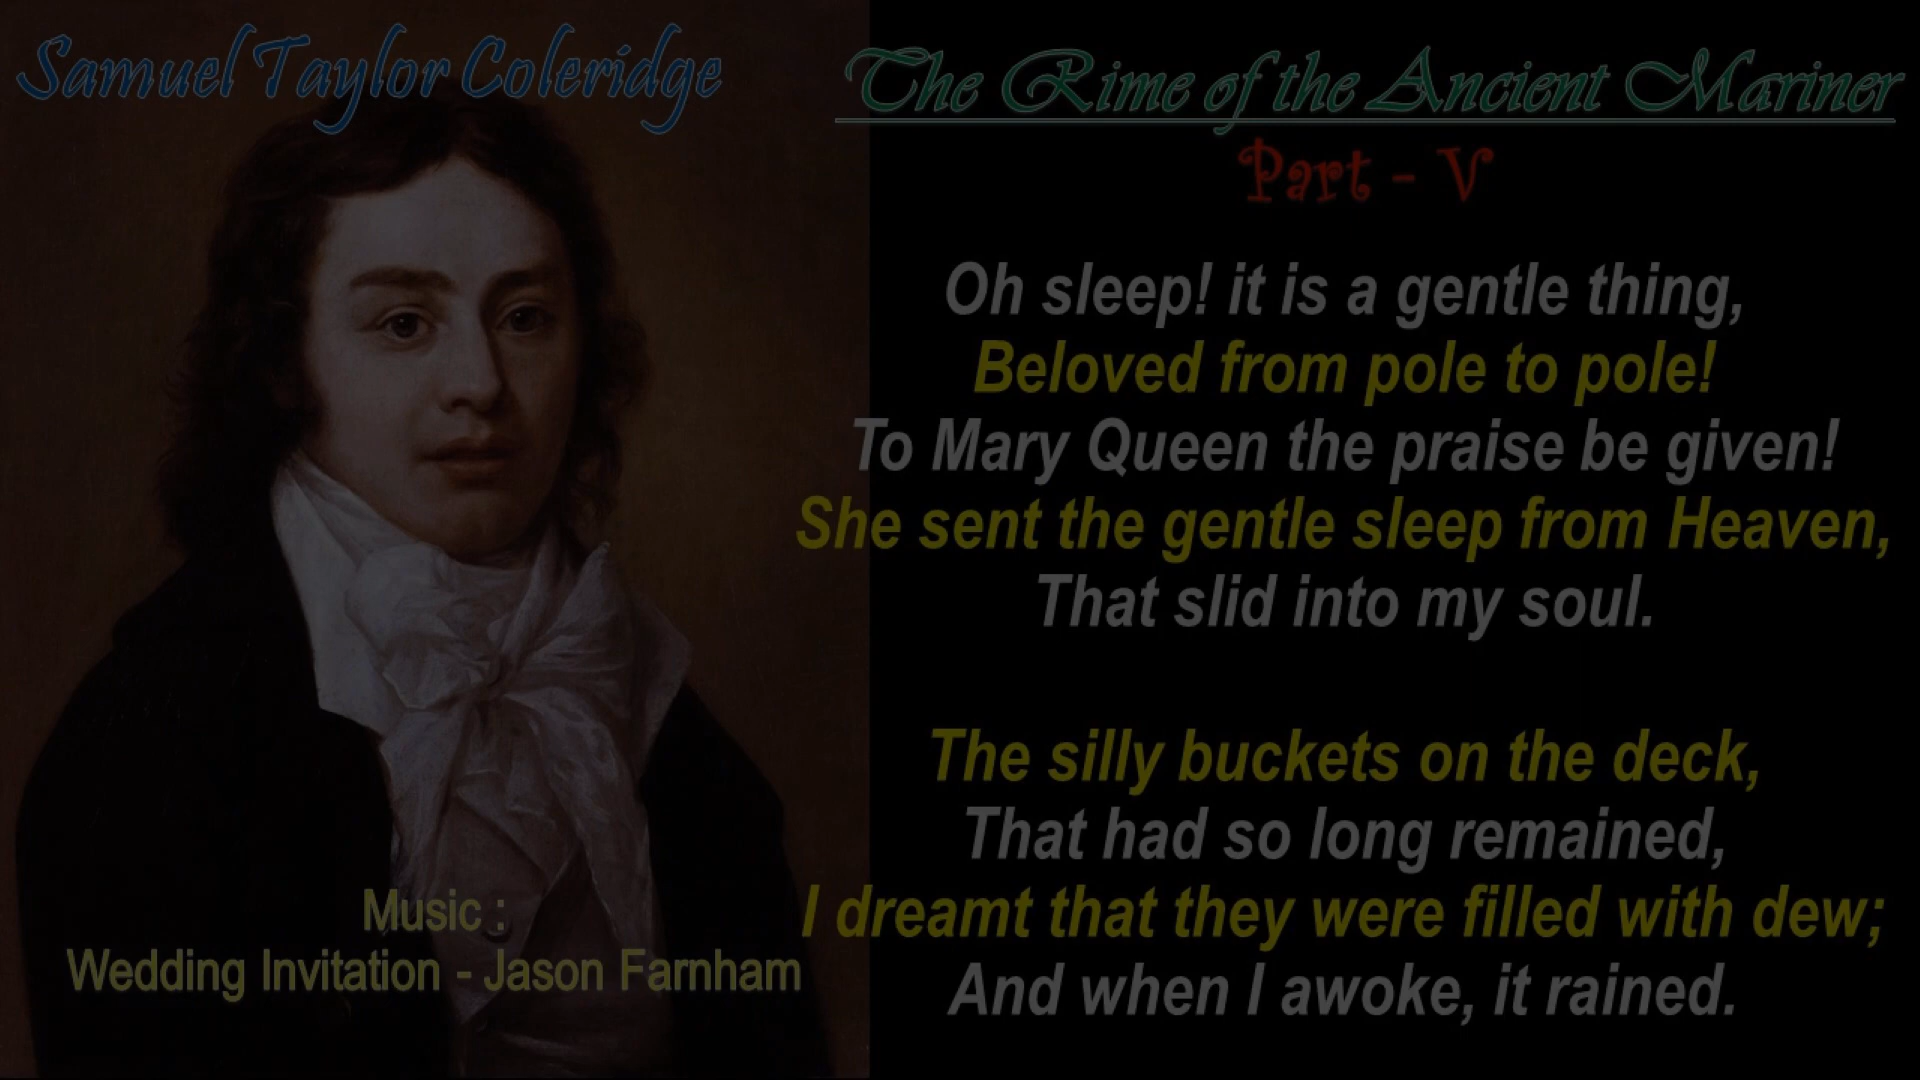 Samuel Taylor Coleridge
The Rime of the Ancient Mariner
Part - V
Oh sleep! it is a gentle thing,
Beloved from pole to pole!
To Mary Queen the praise be given!
She sent the gentle sleep from Heaven,
That slid into my soul.
The silly buckets on the deck,
That had so long remained,
I dreamt that they were filled with dew;
And when I awoke, it rained.
Music :
Wedding Invitation - Jason Farnham